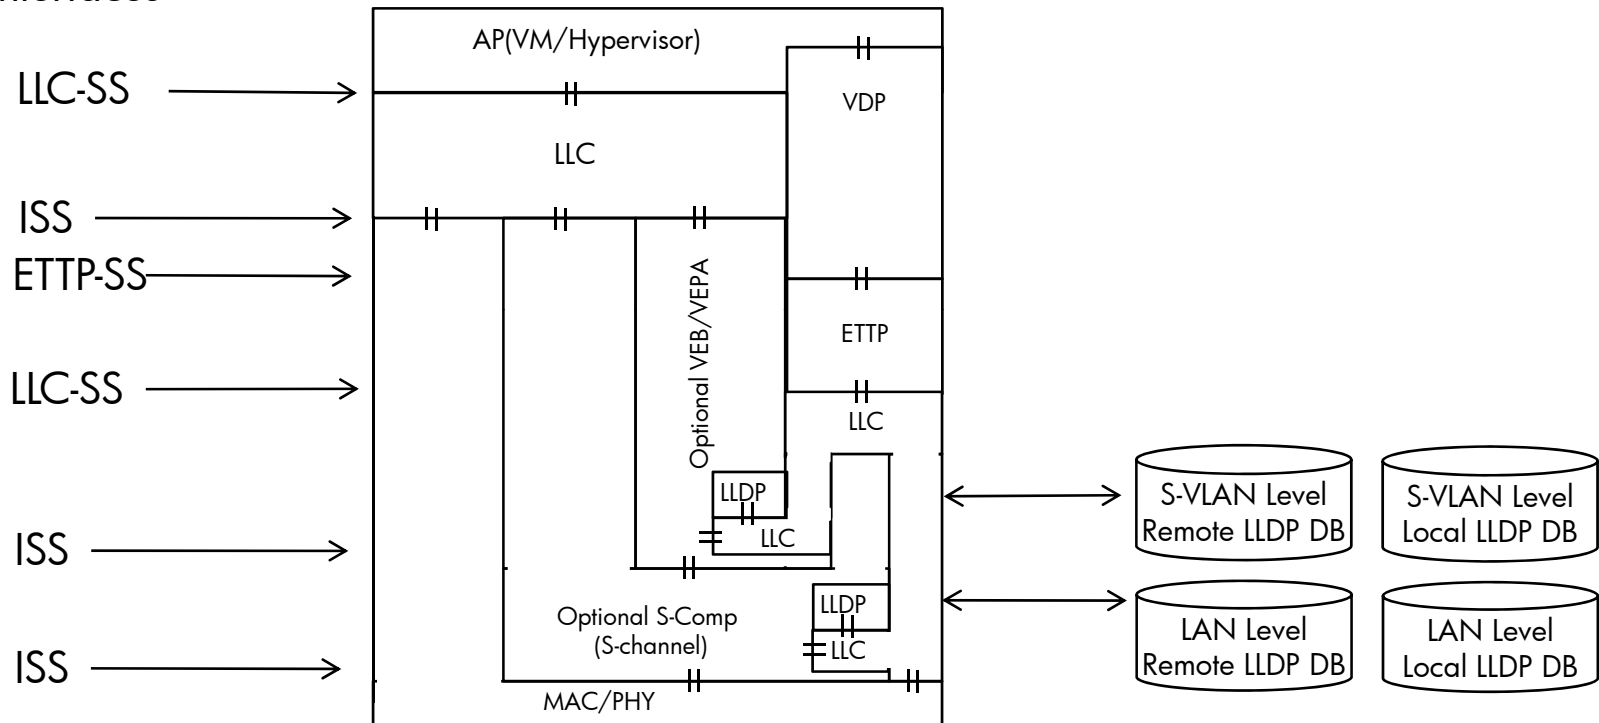 AP(VM/Hypervisor)
LLC-SS
VDP
LLC
ISS
ETTP-SS
Optional VEB/VEPA
ETTP
LLC-SS
LLC
LLDP
LLC
S-VLAN Level
Remote LLDP DB
S-VLAN Level
Local LLDP DB
ISS
Optional S-Comp
(S-channel)
LLDP
LLC
LAN Level
Remote LLDP DB
LAN Level
Local LLDP DB
ISS
MAC/PHY